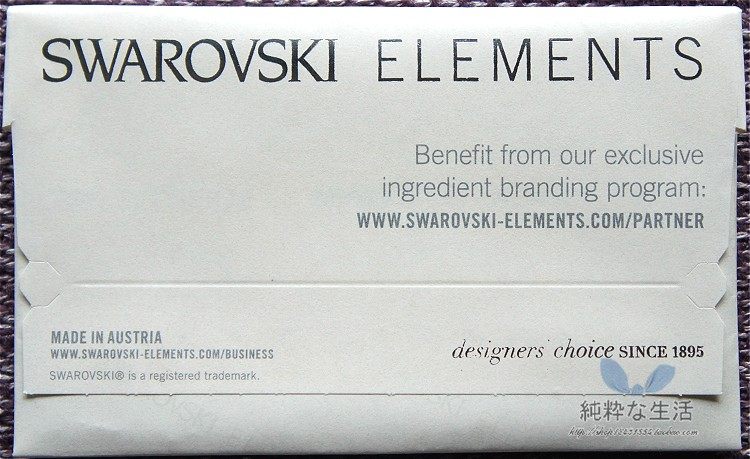 SWAROVSKI ELEMENTS
Benefit from our exclusive
ingredient branding program:
WWW.SWAROVSKI-ELEMENTS.COM/PARTNER
MADE IN AUSTRIA
WWW.SWAROVSKI-ELEMENTS.COM/BUSINESS
designers' choice SINCE 1895
SWAROVSKI® is a registered trademark.
純粋な生活